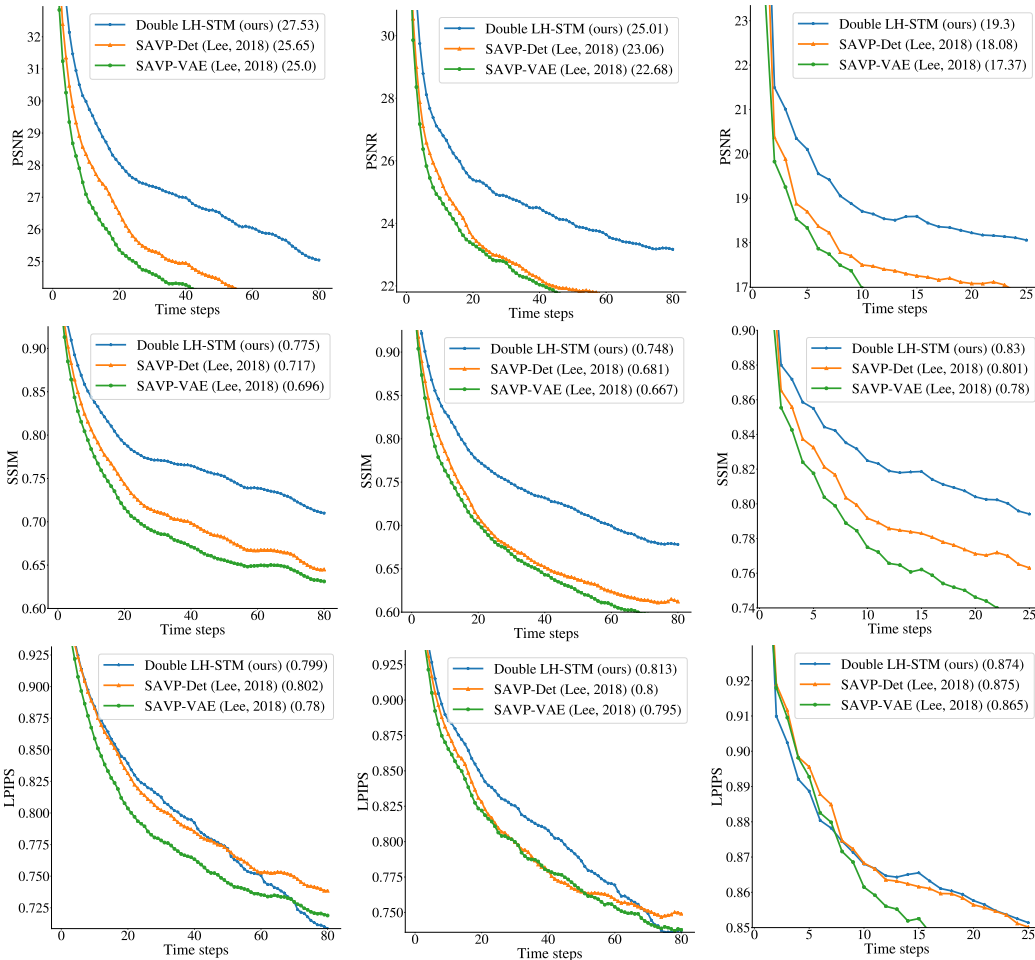 Double LH-STM (ours) (27.53)
SAVP-Det (Lee, 2018) (25.65)
SAVP-VAE (Lee, 2018) (25.0)
PSNR
32
31
30
29
28
27
26
25
0
20
40
60
80
Time steps
Double LH-STM (ours) (25.01)
SAVP-Det (Lee, 2018) (23.06)
SAVP-VAE (Lee, 2018) (22.68)
PSNR
30
28
26
24
22
0
20
40
60
80
Time steps
Double LH-STM (ours) (19.3)
SAVP-Det (Lee, 2018) (18.08)
SAVP-VAE (Lee, 2018) (17.37)
PSNR
23
22
21
20
19
18
17
5
10
15
20
25
Time steps
Double LH-STM (ours) (0.775)
SAVP-Det (Lee, 2018) (0.717)
SAVP-VAE (Lee, 2018) (0.696)
SSIM
0.90
0.85
0.80
0.75
0.70
0.65
0.60
0
20
40
60
80
Time steps
Double LH-STM (ours) (0.748)
SAVP-Det (Lee, 2018) (0.681)
SAVP-VAE (Lee, 2018) (0.667)
SSIM
0.90
0.85
0.80
0.75
0.70
0.65
0.60
0
20
40
60
80
Time steps
Double LH-STM (ours) (0.83)
SAVP-Det (Lee, 2018) (0.801)
SAVP-VAE (Lee, 2018) (0.78)
SSIM
0.90
0.88
0.86
0.84
0.82
0.80
0.78
0.76
0.74
5
10
15
20
25
Time steps
Double LH-STM (ours) (0.799)
SAVP-Det (Lee, 2018) (0.802)
SAVP-VAE (Lee, 2018) (0.78)
LPIPS
0.925
0.900
0.875
0.850
0.825
0.800
0.775
0.750
0.725
0
20
40
60
80
Time steps
Double LH-STM (ours) (0.813)
SAVP-Det (Lee, 2018) (0.8)
SAVP-VAE (Lee, 2018) (0.795)
LPIPS
0.925
0.900
0.875
0.850
0.825
0.800
0.775
0.750
0
20
40
60
80
Time steps
Double LH-STM (ours) (0.874)
SAVP-Det (Lee, 2018) (0.875)
SAVP-VAE (Lee, 2018) (0.865)
LPIPS
0.92
0.91
0.90
0.89
0.88
0.87
0.86
0.85
5
10
15
20
25
Time steps